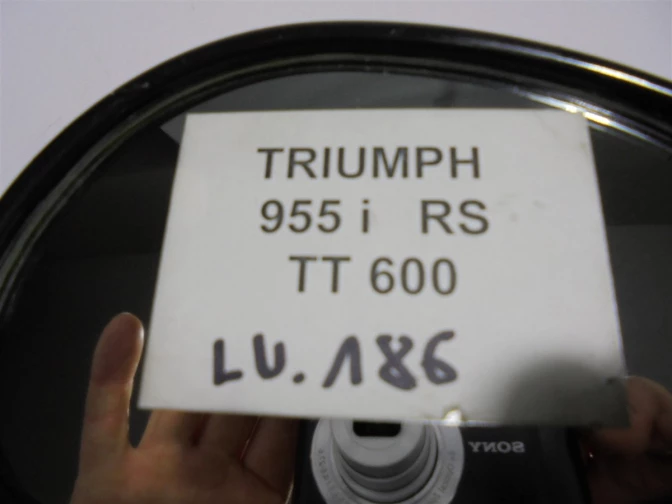 TRIUMPH
955 i RS
TT 600
LU. 186
SONY